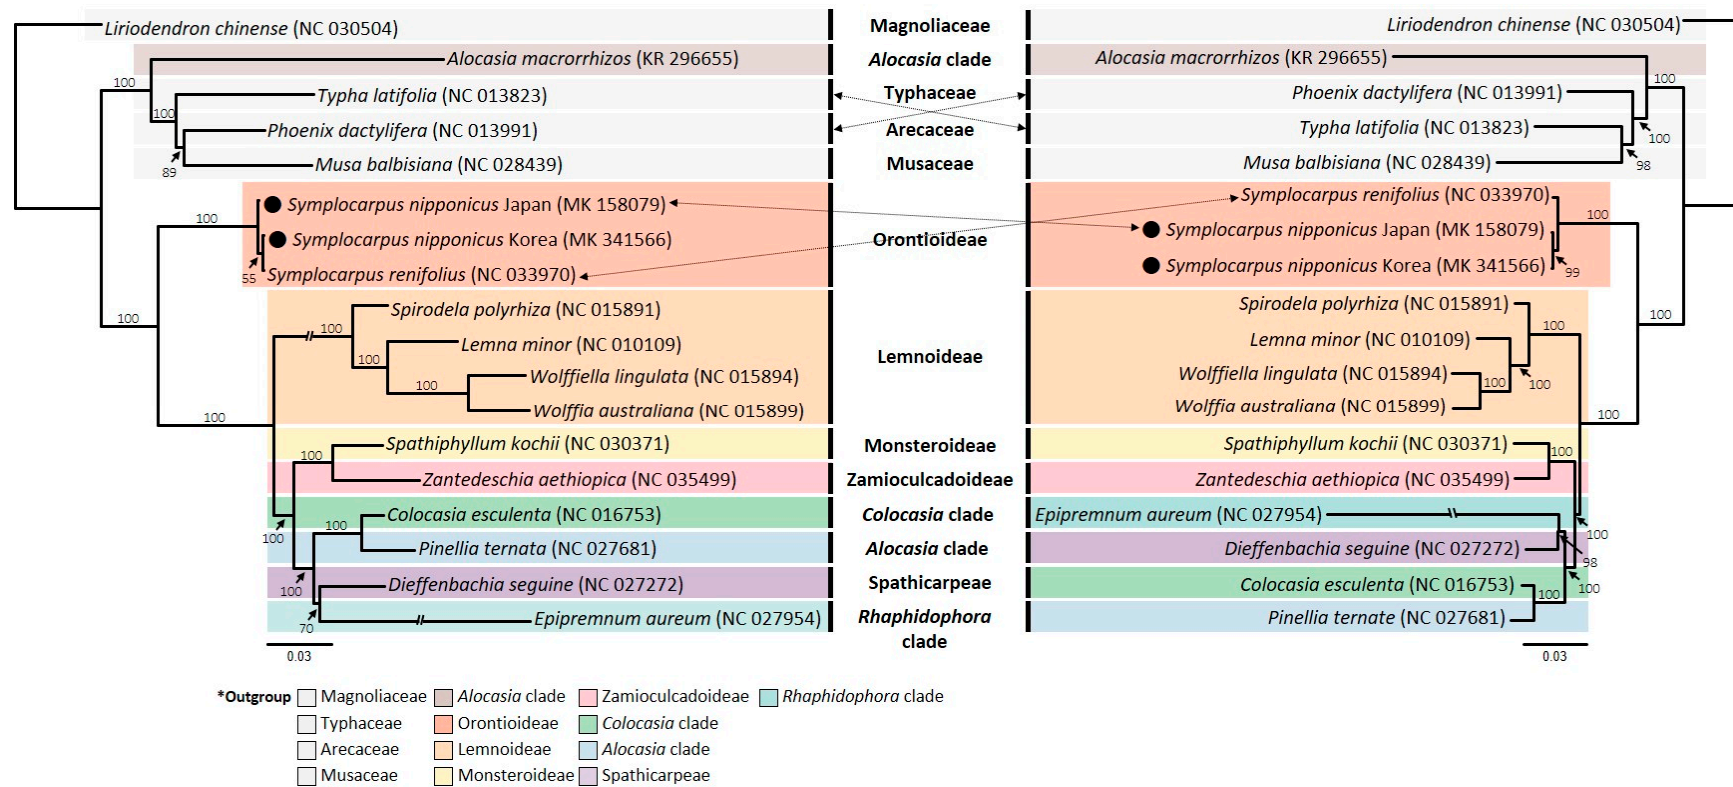 Liriodendron chinense (NC 030504) Magnoliaceae Liriodendron chinense (NC 030504)
Alocasia macrorrhizos (KR 296655) Alocasia clade Alocasia macrorrhizos (KR 296655)
100 100
Typha latifolia (NC 013823) Typhaceae Phoenix dactylifera (NC 013991)
100
Phoenix dactylifera (NC 013991) Arecaceae Typha latifolia (NC 013823)
100
Musa balbisiana (NC 028439) Musaceae Musa balbisiana (NC 028439)
89 98
Symplocarpus nipponicus Japan (MK 158079) Symplocarpus renifolius (NC 033970)
100 100
Symplocarpus nipponicus Korea (MK 341566) Orontioideae Symplocarpus nipponicus Japan (MK 158079)
55 Symplocarpus renifolius (NC 033970) Symplocarpus nipponicus Korea (MK 341566) 99
Spirodela polyrhiza (NC 015891) Spirodela polyrhiza (NC 015891)
100 100 100 100
Lemna minor (NC 010109) Lemnoideae Lemna minor (NC 010109)
100
Wolffiella lingulata (NC 015894) Wolffiella lingulata (NC 015894)
100 100 100
Wolffia australiana (NC 015899) Wolffia australiana (NC 015899)
100 100
Spathiphyllum kochii (NC 030371) Monsteroideae Spathiphyllum kochii (NC 030371)
100 100
Zantedeschia aethiopica (NC 035499) Zamioculcadoideae Zantedeschia aethiopica (NC 035499)
Colocasia esculenta (NC 016753) Colocasia clade Epipremnum aureum (NC 027954)
100 100 100
Pinellia ternata (NC 027681) Alocasia clade Dieffenbachia seguine (NC 027272)
98
Dieffenbachia seguine (NC 027272) Spathicarpeae Colocasia esculenta (NC 016753)
100 100 100
Epipremnum aureum (NC 027954) Rhaphidophora Pinellia ternate (NC 027681)
70
clade
0.03 0.03
*Outgroup Magnoliaceae Alocasia clade Zamioculcadoideae Rhaphidophora clade
Typhaceae Orontioideae Colocasia clade
Arecaceae Lemnoideae Alocasia clade
Musaceae Monsteroideae Spathicarpeae